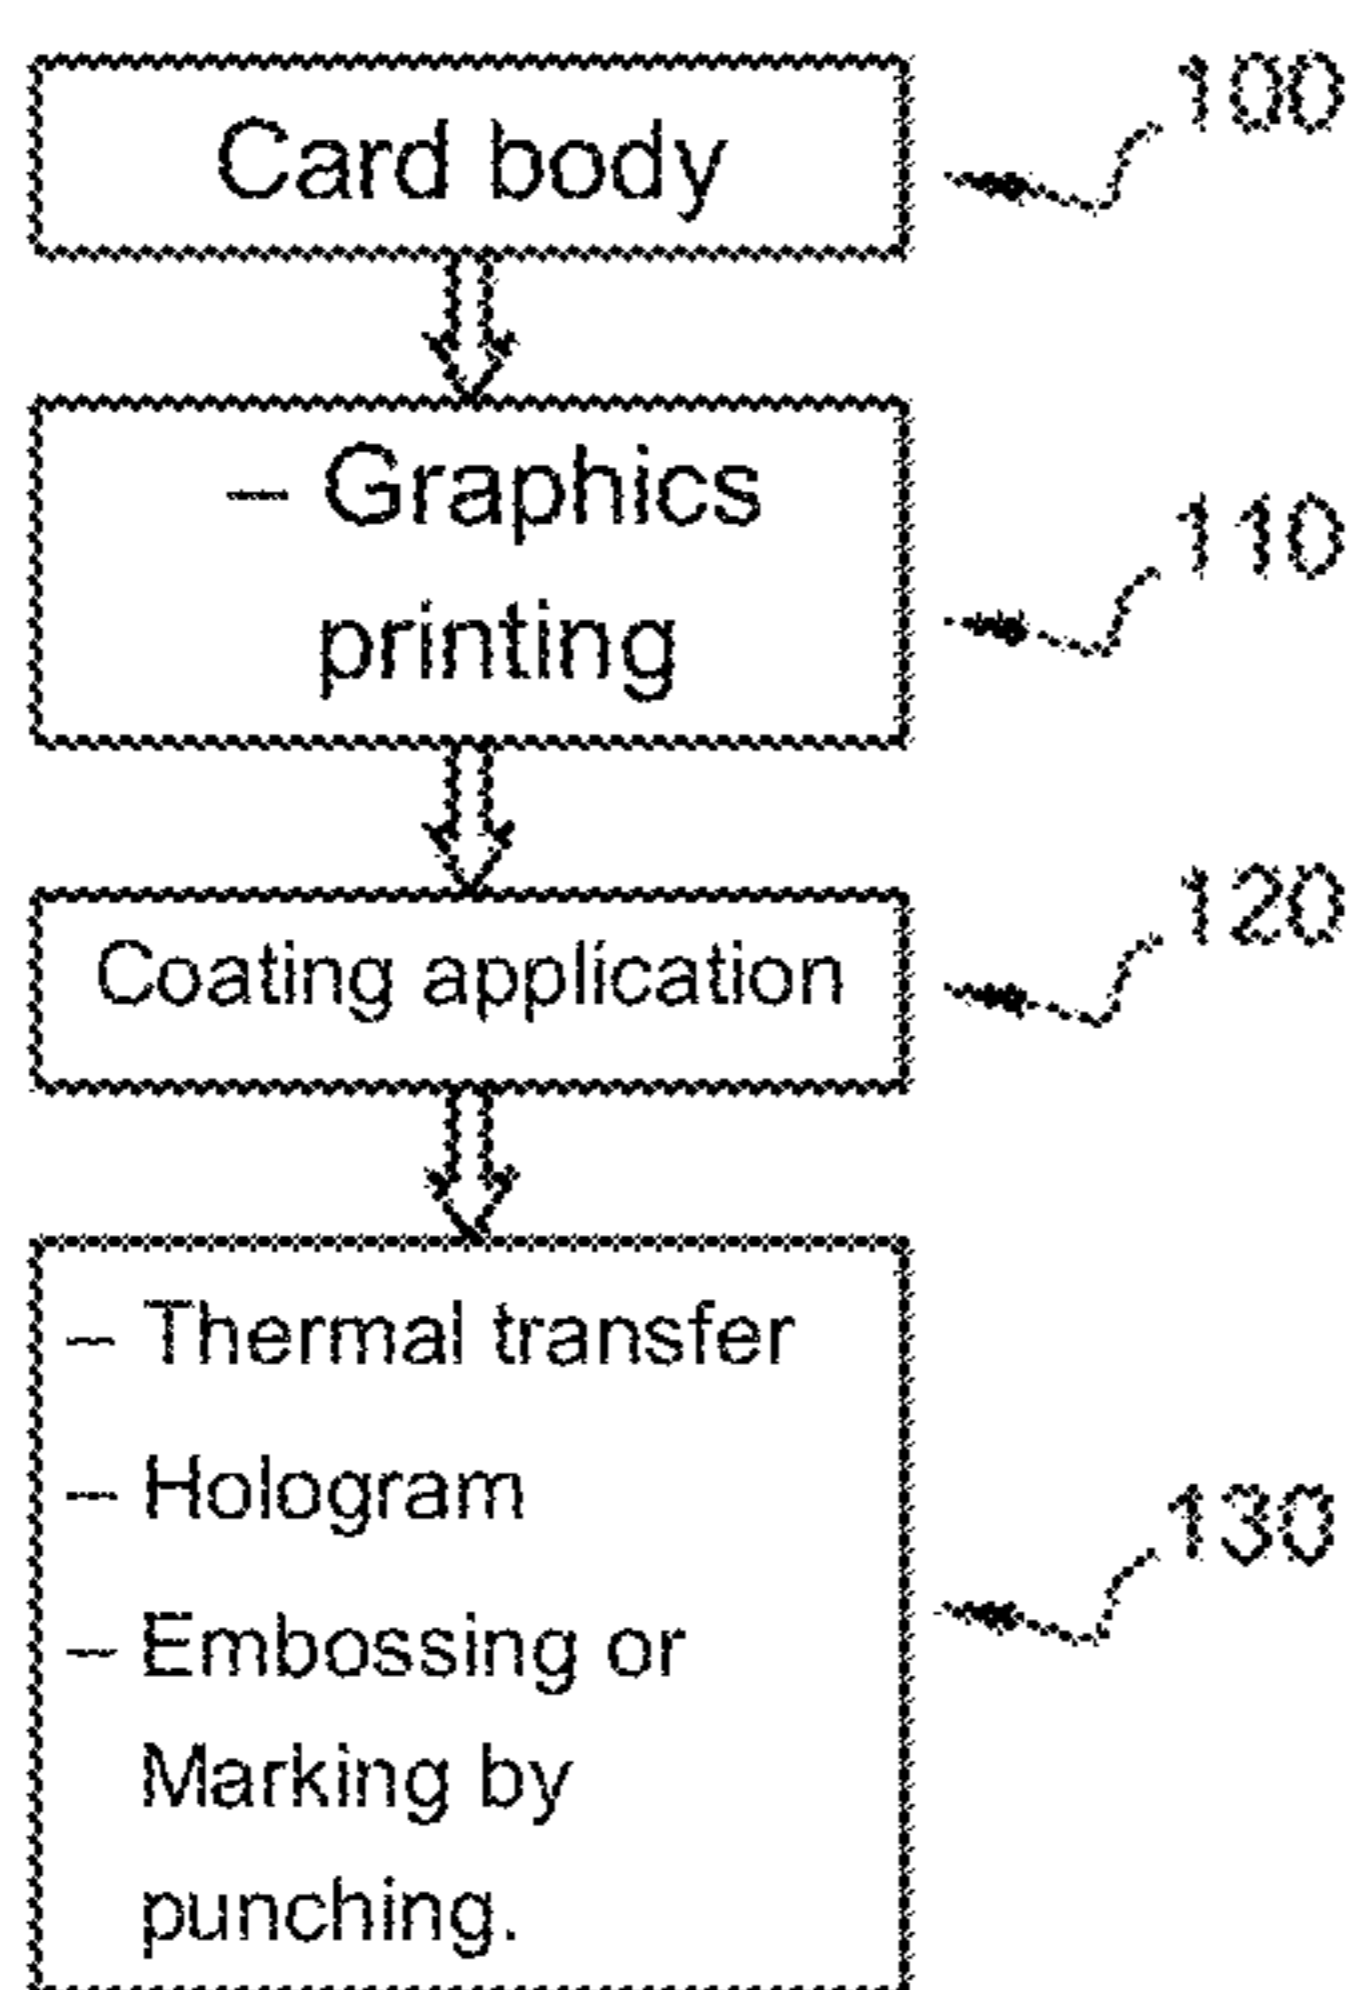 Card body
100
– Graphics
printing
110
Coating application
120
– Thermal transfer
– Hologram
– Embossing or
Marking by
punching.
130